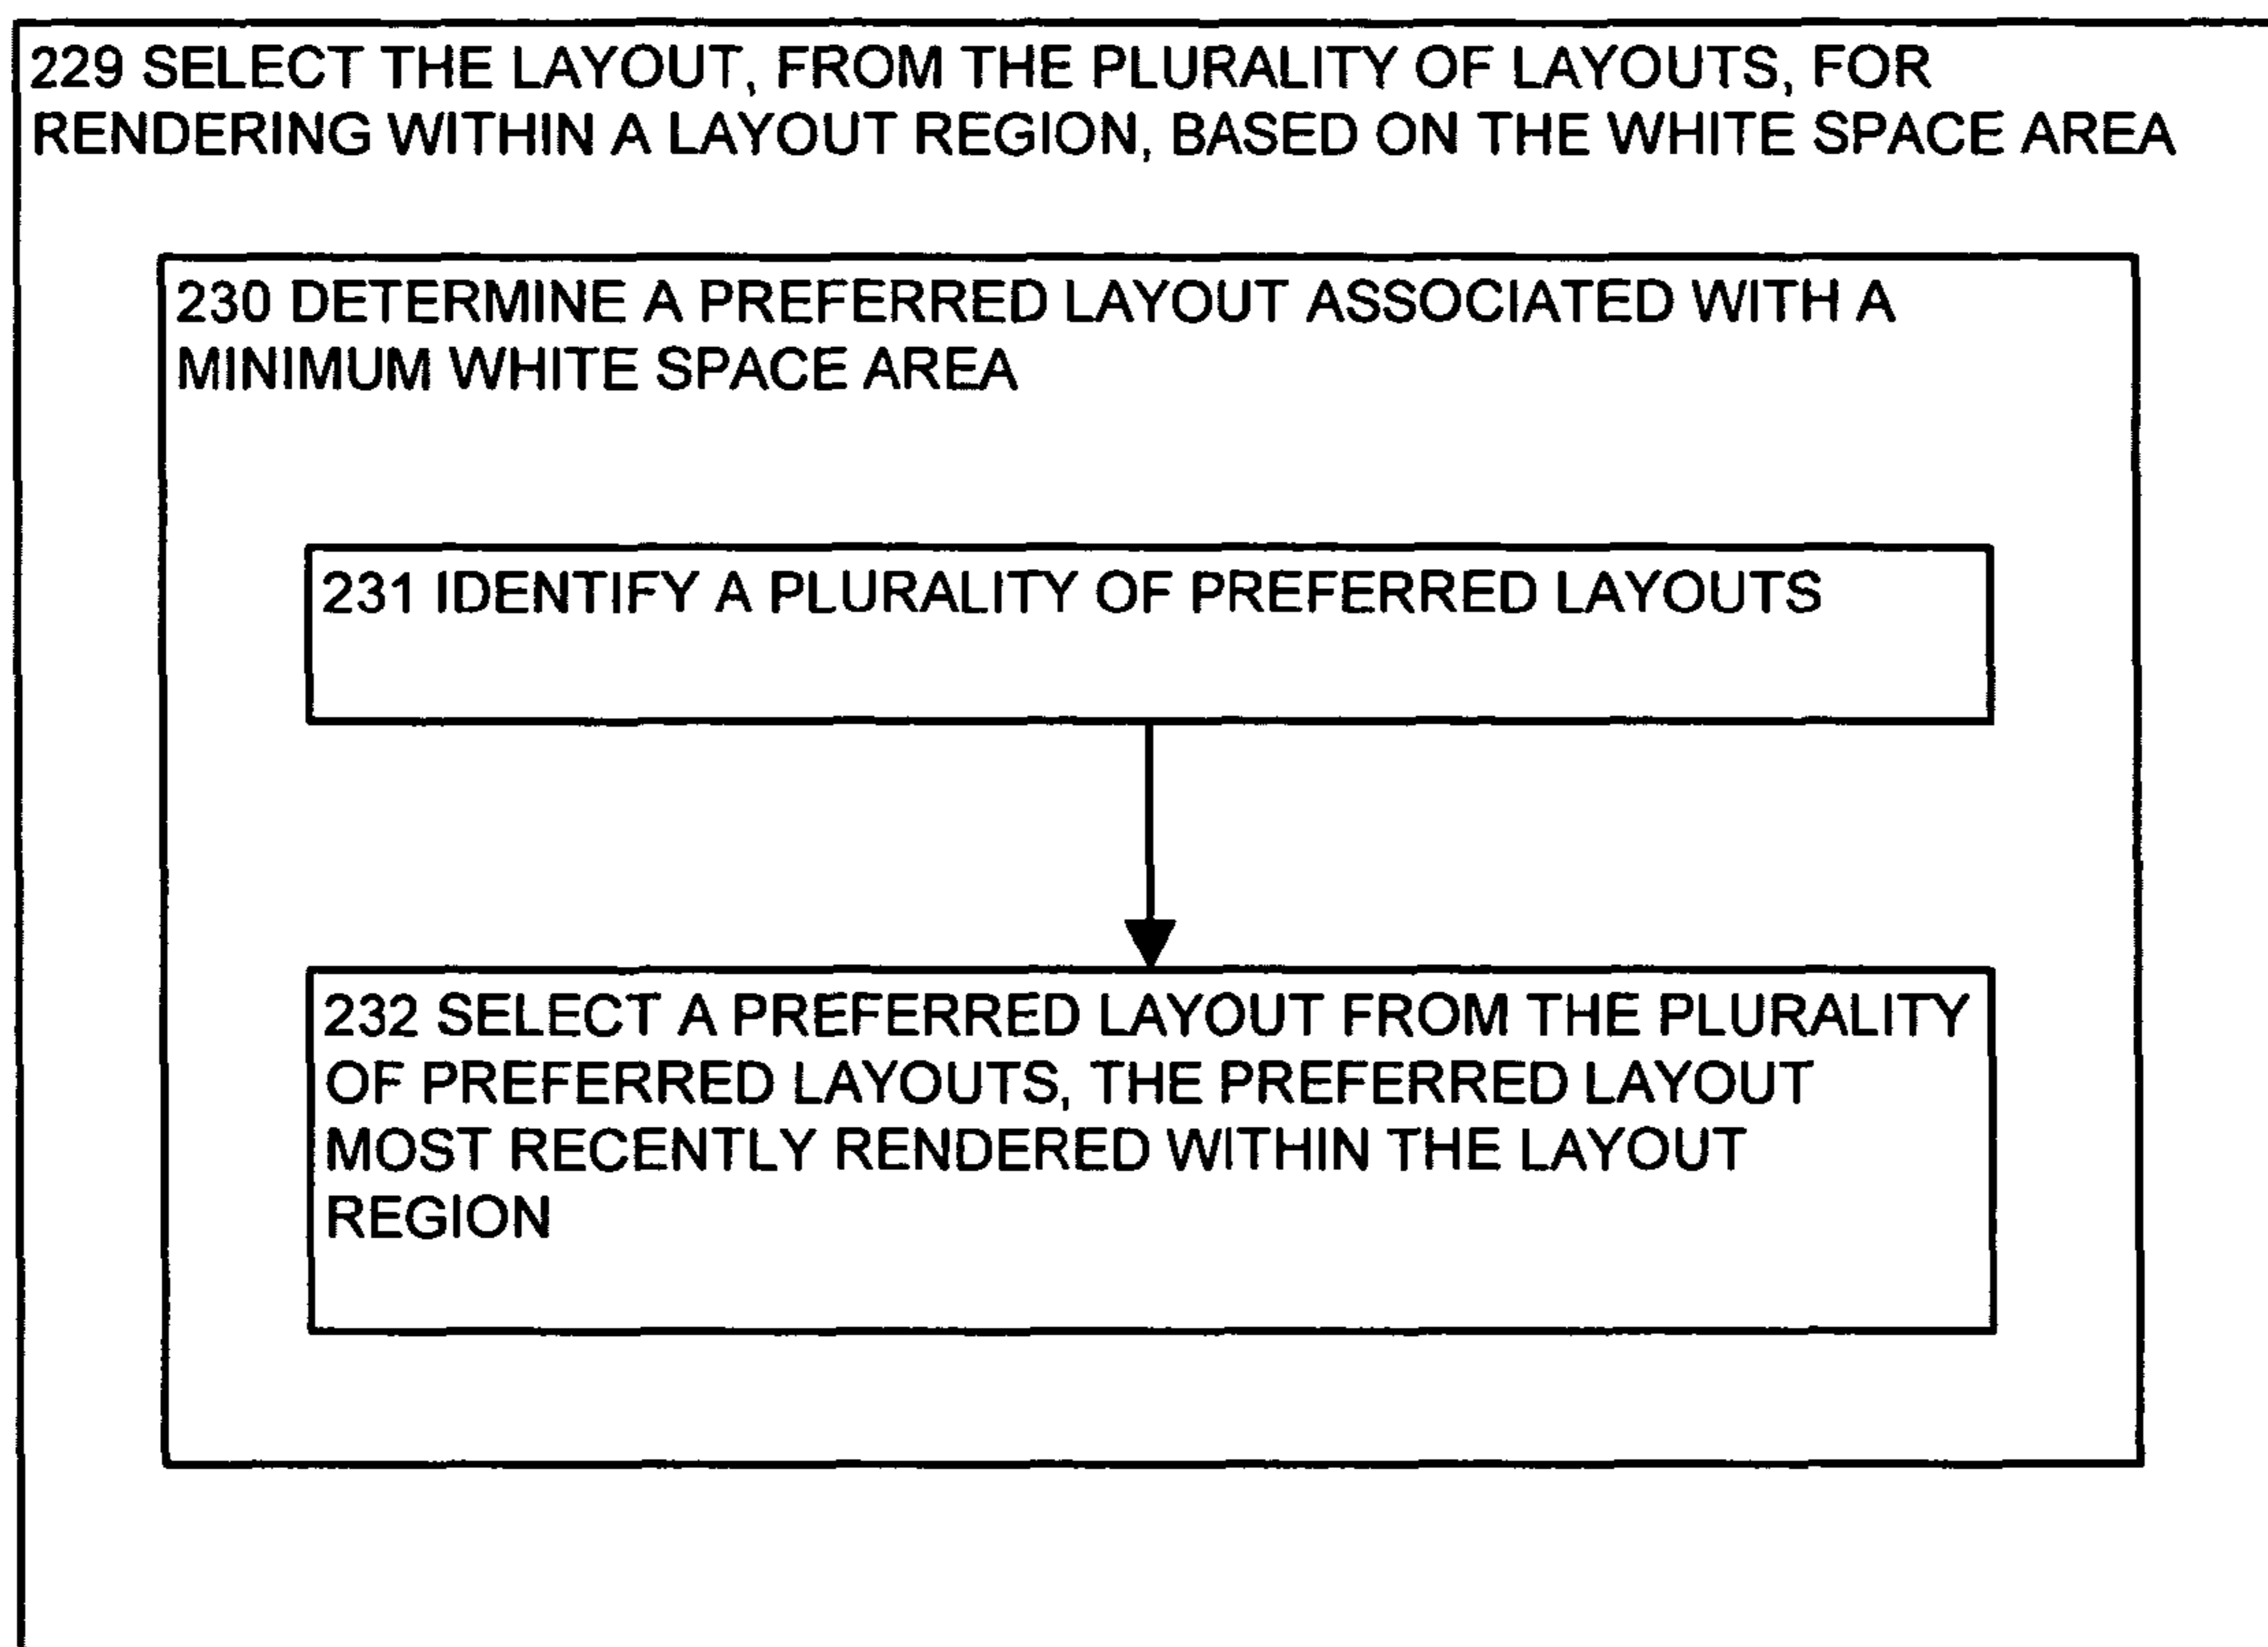 229 SELECT THE LAYOUT, FROM THE PLURALITY OF LAYOUTS, FOR
RENDERING WITHIN A LAYOUT REGION, BASED ON THE WHITE SPACE AREA
230 DETERMINE A PREFERRED LAYOUT ASSOCIATED WITH A
MINIMUM WHITE SPACE AREA
231 IDENTIFY A PLURALITY OF PREFERRED LAYOUTS
232 SELECT A PREFERRED LAYOUT FROM THE PLURALITY
OF PREFERRED LAYOUTS, THE PREFERRED LAYOUT
MOST RECENTLY RENDERED WITHIN THE LAYOUT
REGION